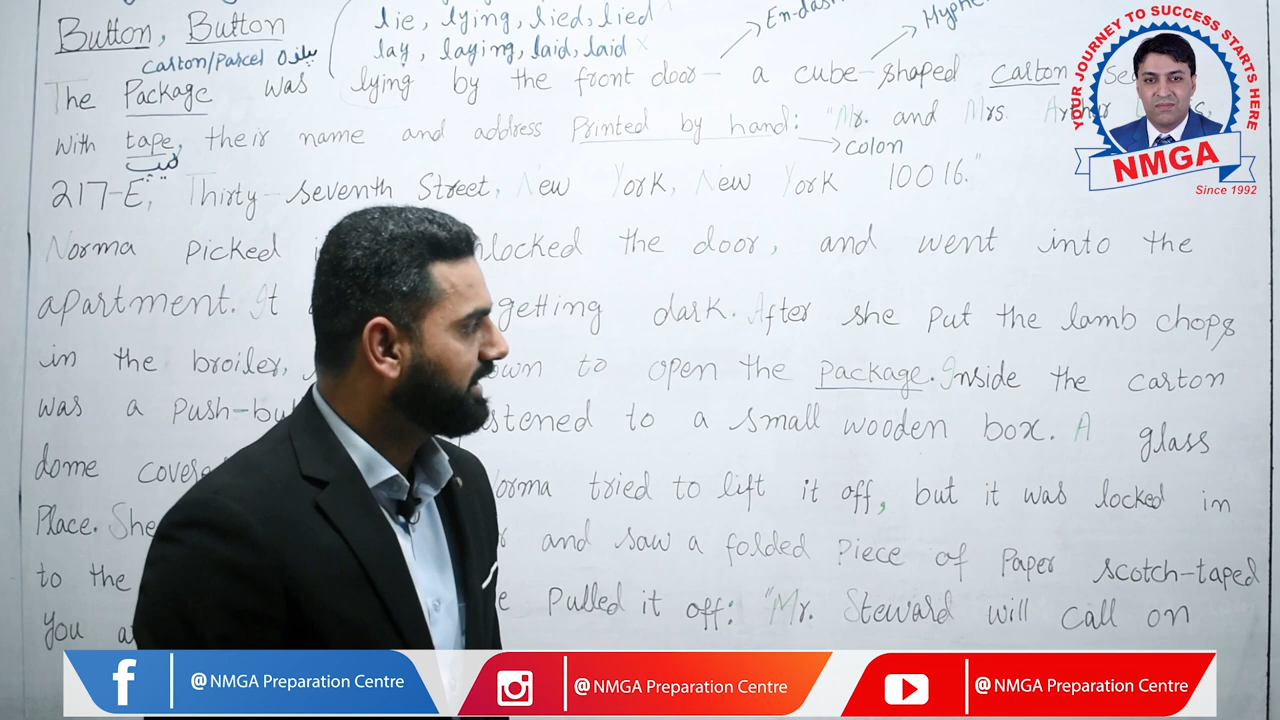 Button, Button
lie, lying, lied, lied
lay, laying, laid, laid x
En-dash
Hyphe
carton/Parcel
The Package was lying by the front door– a cube-shaped carton Se
with tape, their name and address Printed by hand: "Mr. and Mrs. Arthur
ٹیپ
colon
217-E, Thirty-seventh Street, New York, New York 10016."
Norma picked nlocked the door, and went into the
apartment. It getting dark. After she put the lamb chops
in the broiler, own to open the package. Inside the carton
was a Push-bu stened to a small wooden box. A glass
dome covere Norma tried to lift it off, but it was locked in
Place. She r and saw a folded Piece of Paper scotch-taped
to the e Pulled it off: "Mr. Steward will call on
You a
YOUR JOURNEY TO SUCCESS STARTS HERE
NMGA
Since 1992
@NMGA Preparation Centre
@NMGA Preparation Centre
@NMGA Preparation Centre